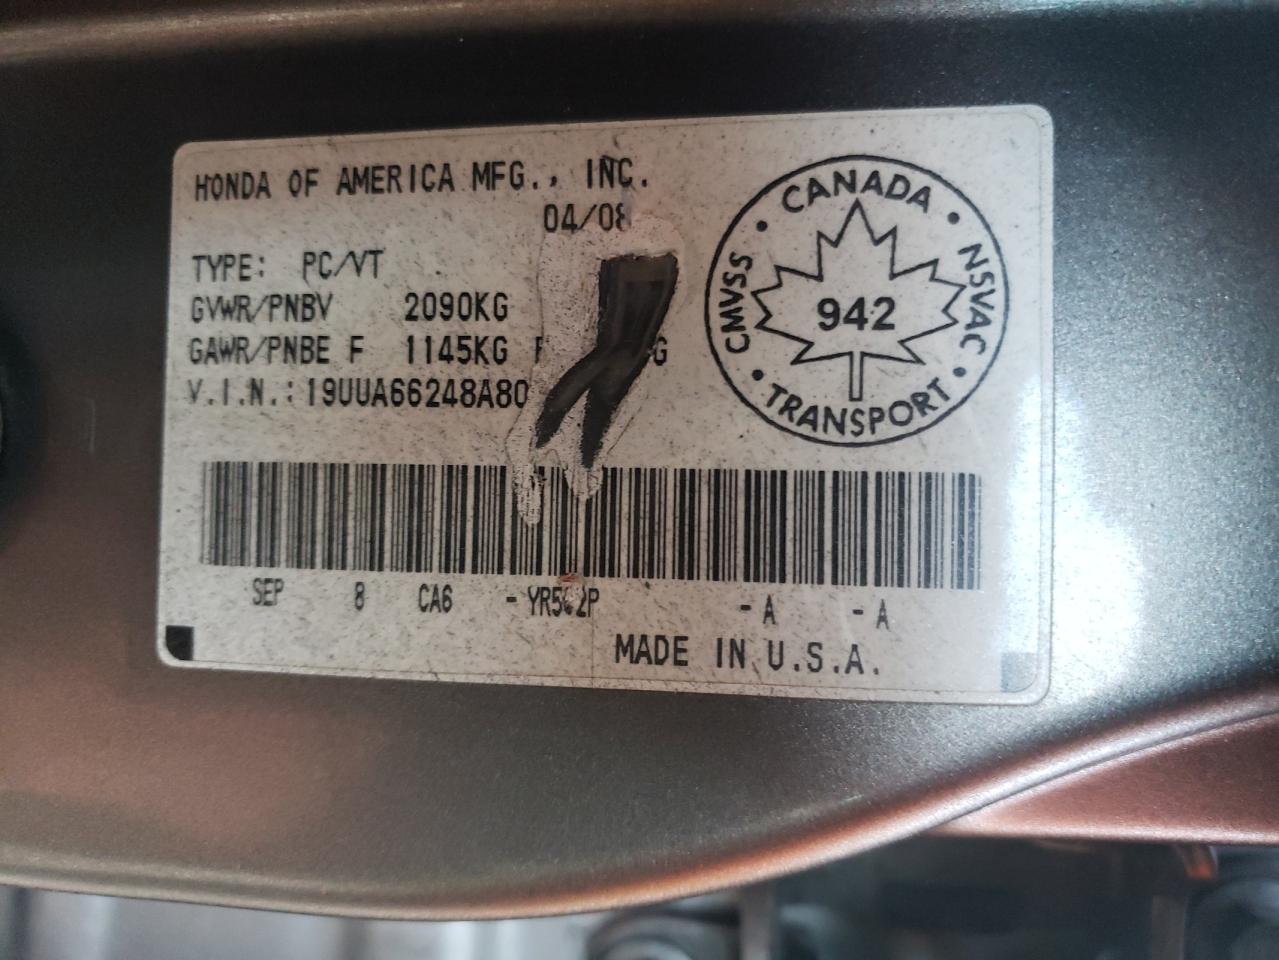 HONDA OF AMERICA MFG., INC.
04/08
TYPE: PC/VT
GVWR/PNBV 2090KG
GAWR/PNBE F 1145KG
V.I.N.: 19UUA66248A80
CANADA
CMVSS
942
NSVAC
TRANSPORT
SEP 8 CA6 - -A -A
MADE IN U.S.A.